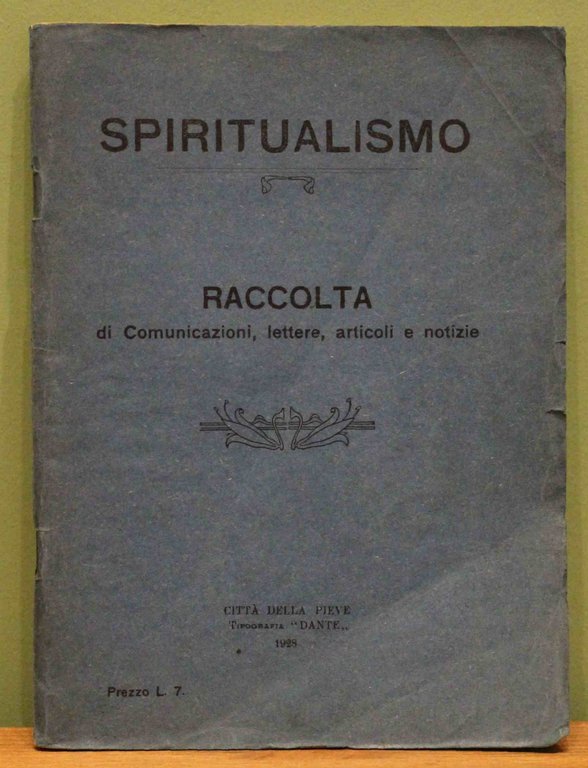 SPIRITUALISMO
RACCOLTA
di Comunicazioni, lettere, articoli e notizie
CITTÀ DELLA PIEVE
TIPOGRAFIA "DANTE„
1928
Prezzo L. 7.